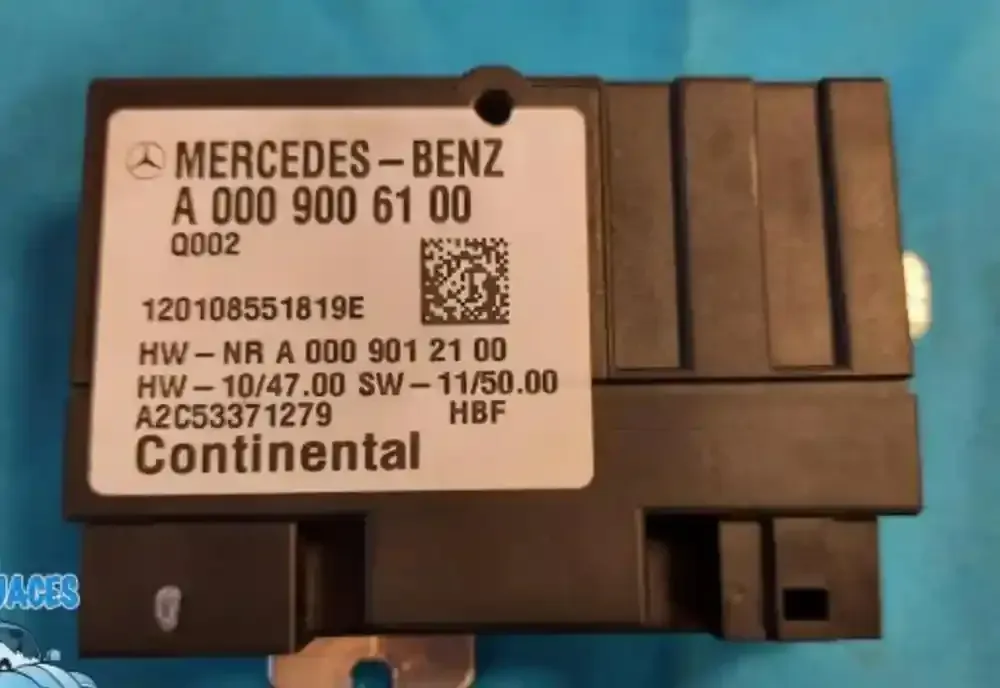 MERCEDES-BENZ
A 000 900 61 00
Q002
120108551819E
HW-NR A 000 901 21 00
HW-10/47.00 SW-11/50.00
A2C53371279 HBF
Continental